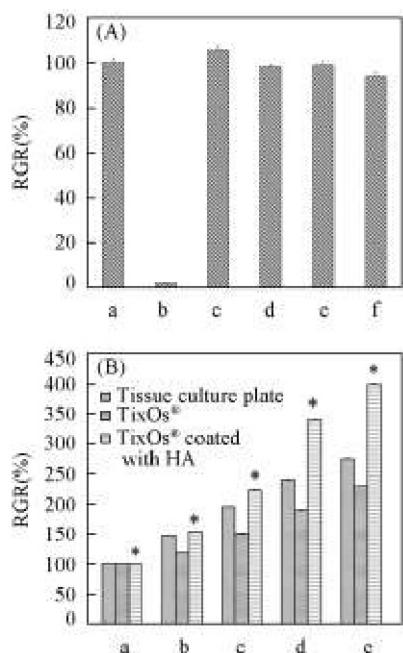 (A)
RGR(%)
120
100
80
60
40
20
0
a b c d e f
(B)
RGR(%)
450
400
350
300
250
200
150
100
50
0
Tissue culture plate
TixOs®
TixOs® coated
with HA
* * * * *
a b c d e